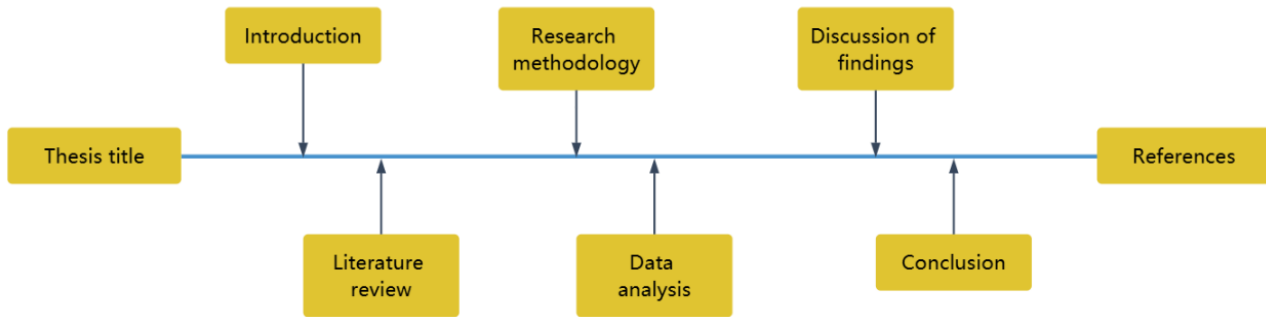 Introduction
Research
methodology
Discussion of
findings
Thesis title
References
Literature
review
Data
analysis
Conclusion